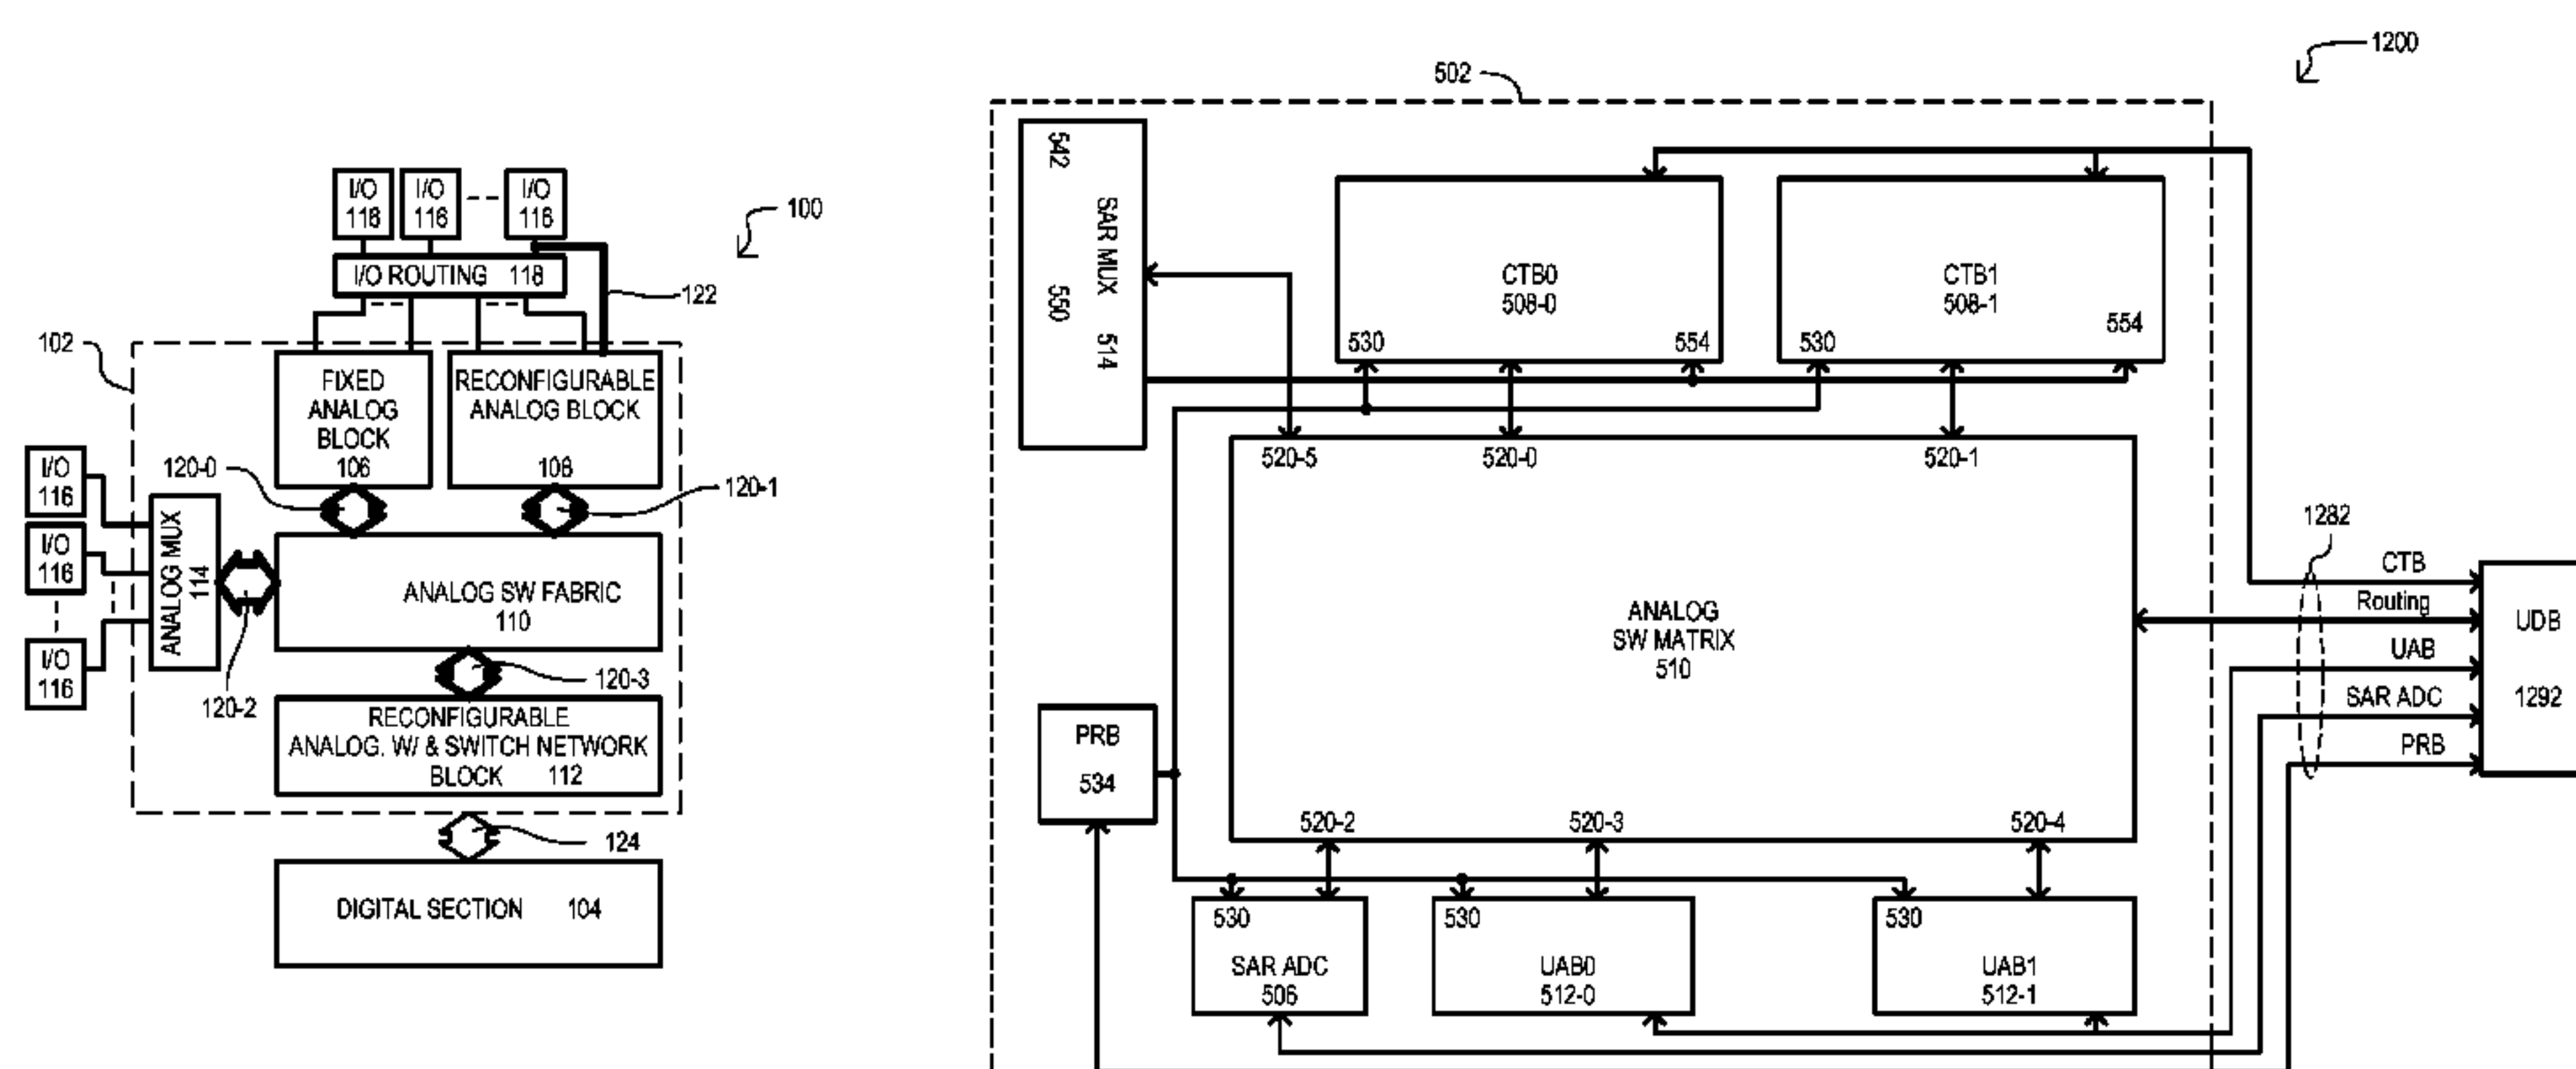 100
I/O
116
I/O
116
I/O
116
I/O ROUTING 118
122
102
FIXED
ANALOG
BLOCK
106
RECONFIGURABLE
ANALOG BLOCK
108
120-0
120-1
I/O
116
I/O
116
I/O
116
ANALOG MUX
114
120-2
ANALOG SW FABRIC
110
120-3
RECONFIGURABLE
ANALOG. W/ & SWITCH NETWORK
BLOCK 112
124
DIGITAL SECTION 104
1200
502
542
SAR MUX 514
550
CTB0
508-0
530
554
CTB1
508-1
530
554
520-5
520-0
520-1
ANALOG
SW MATRIX
510
520-2
520-3
520-4
PRB
534
530
SAR ADC
506
530
UAB0
512-0
530
UAB1
512-1
1282
CTB
Routing
UAB
SAR ADC
PRB
UDB
1292